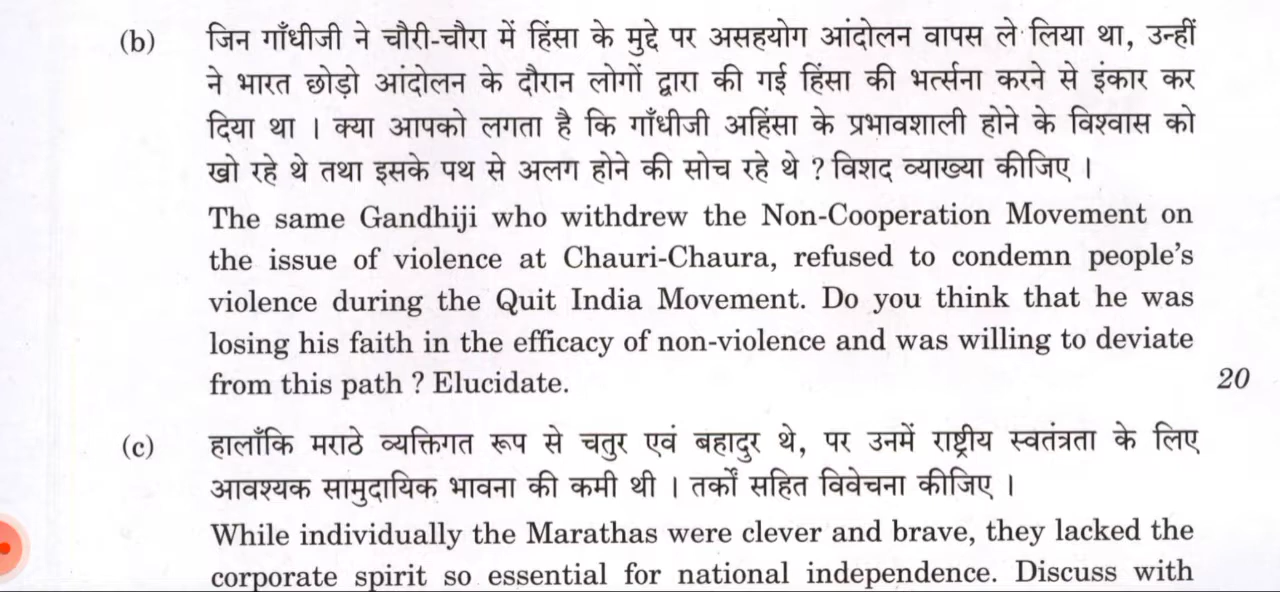 (b) जिन गाँधीजी ने चौरी-चौरा में हिंसा के मुद्दे पर असहयोग आंदोलन वापस ले लिया था, उन्हीं
ने भारत छोड़ो आंदोलन के दौरान लोगों द्वारा की गई हिंसा की भर्त्सना करने से इंकार कर
दिया था । क्या आपको लगता है कि गाँधीजी अहिंसा के प्रभावशाली होने के विश्वास को
खो रहे थे तथा इसके पथ से अलग होने की सोच रहे थे ? विशद व्याख्या कीजिए ।
The same Gandhiji who withdrew the Non-Cooperation Movement on
the issue of violence at Chauri-Chaura, refused to condemn people's
violence during the Quit India Movement. Do you think that he was
losing his faith in the efficacy of non-violence and was willing to deviate
from this path ? Elucidate. 20
(c) हालाँकि मराठे व्यक्तिगत रूप से चतुर एवं बहादुर थे, पर उनमें राष्ट्रीय स्वतंत्रता के लिए
आवश्यक सामुदायिक भावना की कमी थी । तर्कों सहित विवेचना कीजिए ।
While individually the Marathas were clever and brave, they lacked the
corporate spirit so essential for national independence. Discuss with